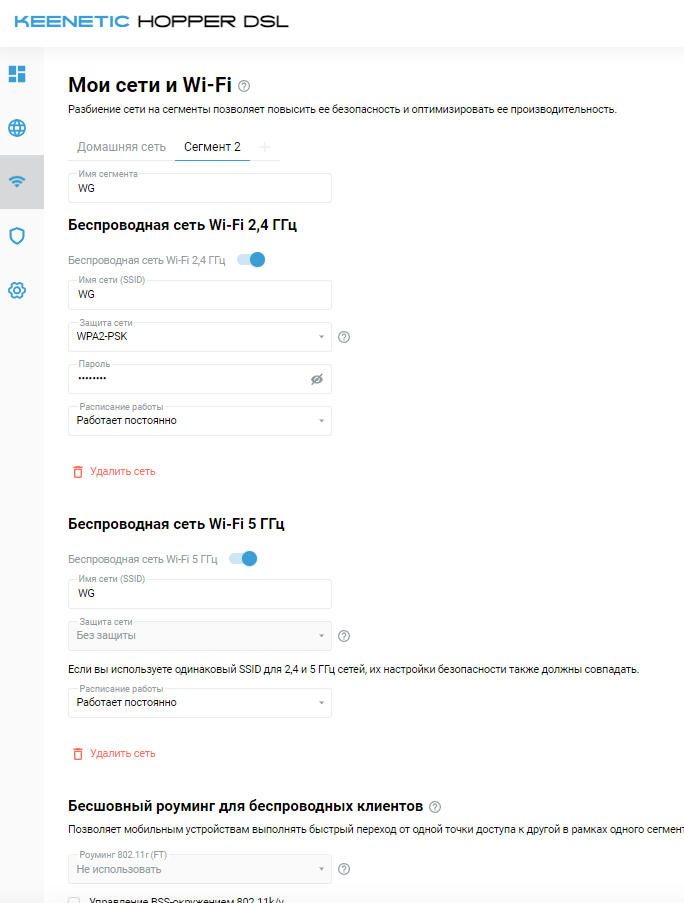 KEENETIC HOPPER DSL
Мои сети и Wi-Fi
Разбиение сети на сегменты позволяет повысить ее безопасность и оптимизировать ее производительность.
Домашняя сеть Сегмент 2
Имя сегмента
WG
Беспроводная сеть Wi-Fi 2,4 ГГц
Беспроводная сеть Wi-Fi 2,4 ГГц
Имя сети (SSID)
WG
Защита сети
WPA2-PSK
Пароль
••••••••
Расписание работы
Работает постоянно
Удалить сеть
Беспроводная сеть Wi-Fi 5 ГГц
Беспроводная сеть Wi-Fi 5 ГГц
Имя сети (SSID)
WG
Защита сети
Без защиты
Если вы используете одинаковый SSID для 2,4 и 5 ГГц сетей, их настройки безопасности также должны совпадать.
Расписание работы
Работает постоянно
Удалить сеть
Бесшовный роуминг для беспроводных клиентов
Позволяет мобильным устройствам выполнять быстрый переход от одной точки доступа к другой в рамках одного сегмент
Роуминг 802.11r (FT)
Не использовать
Управление BSS-окружением 802.11k/v